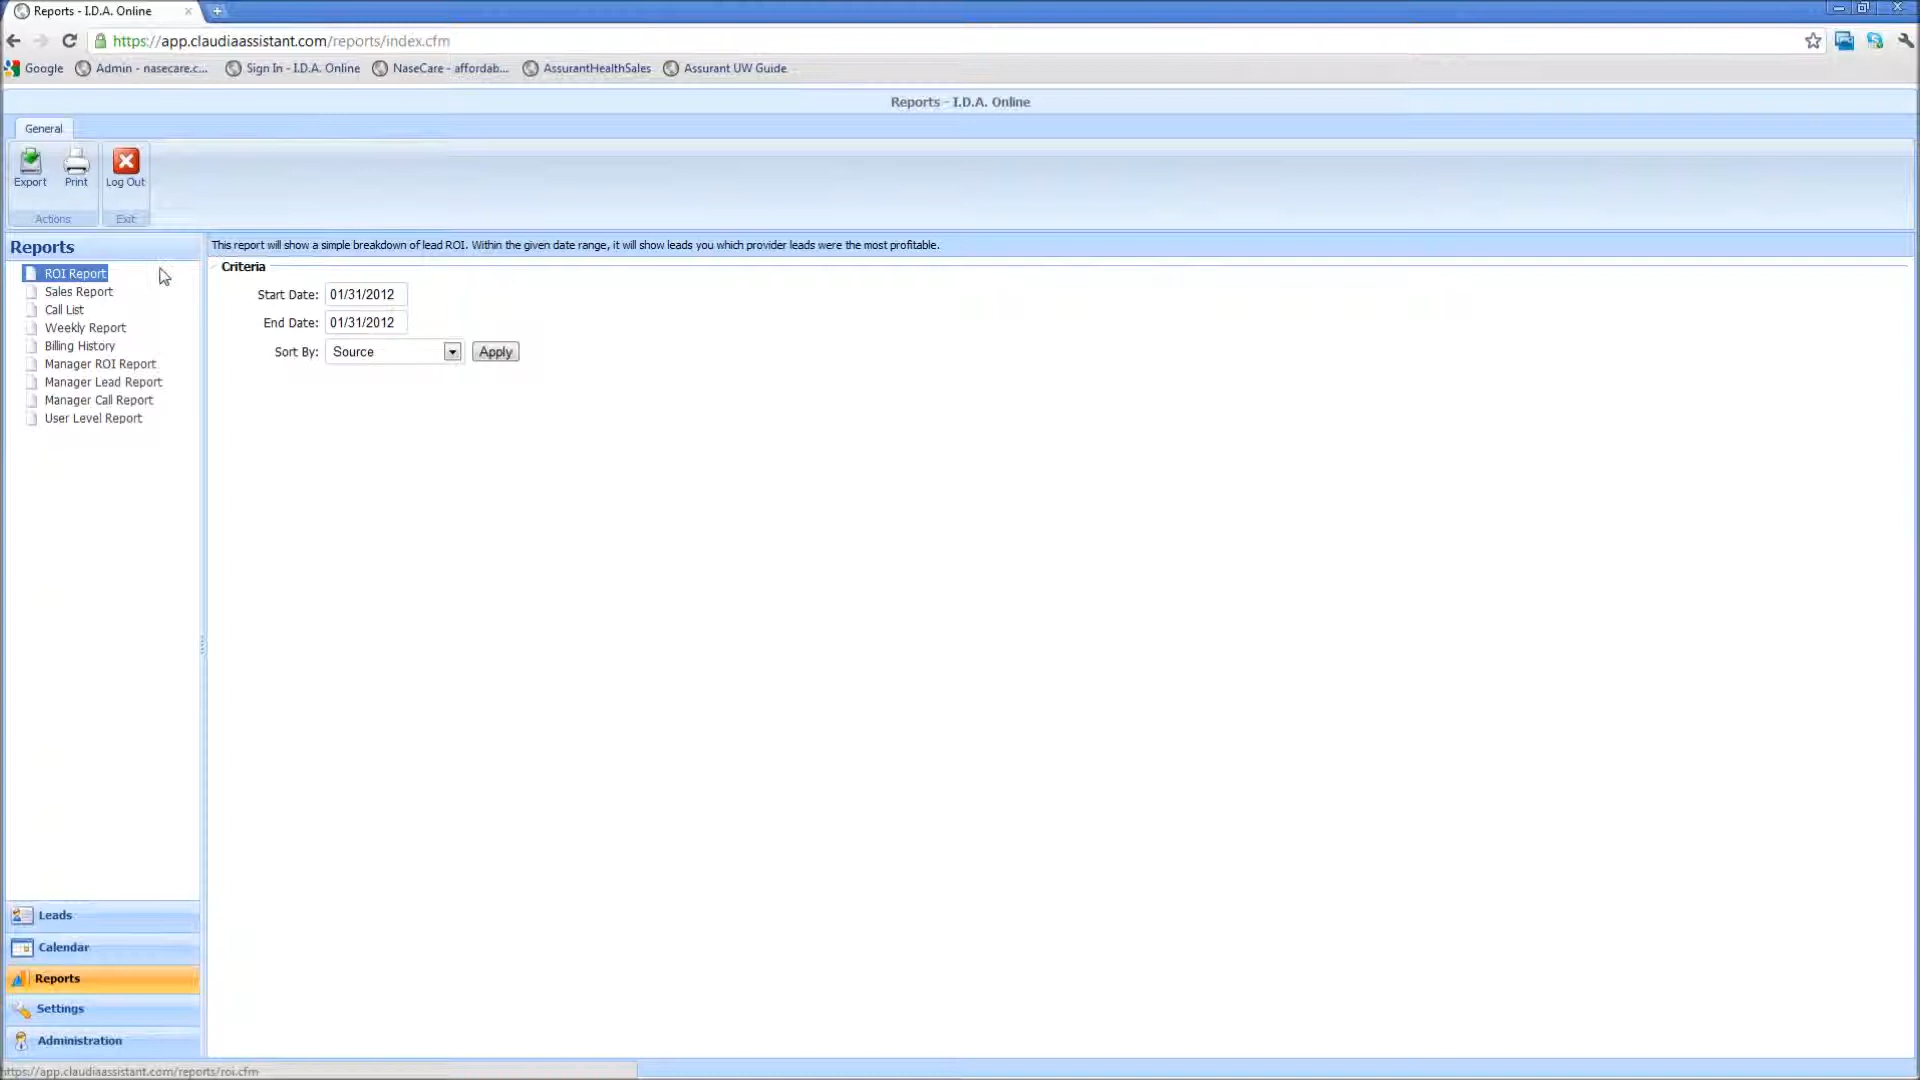 Reports - I.D.A. Online
https://app.claudiaassistant.com/reports/index.cfm
Google Admin - nasecare.c... Sign In - I.D.A. Online NaseCare - affordab... AssurantHealthSales Assurant UW Guide
Reports - I.D.A. Online
General
Export Print Log Out
Actions Exit
Reports
ROI Report
Sales Report
Call List
Weekly Report
Billing History
Manager ROI Report
Manager Lead Report
Manager Call Report
User Level Report
This report will show a simple breakdown of lead ROI. Within the given date range, it will show leads you which provider leads were the most profitable.
Criteria
Start Date: 01/31/2012
End Date: 01/31/2012
Sort By: Source Apply
Leads
Calendar
Reports
Settings
Administration
https://app.claudiaassistant.com/reports/roi.cfm